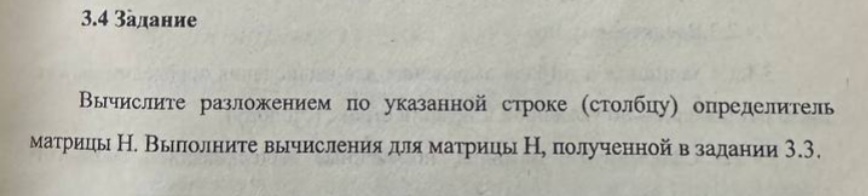 3.4 Задание
Вычислите разложением по указанной строке (столбцу) определитель
матрицы Н. Выполните вычисления для матрицы Н, полученной в задании 3.3.